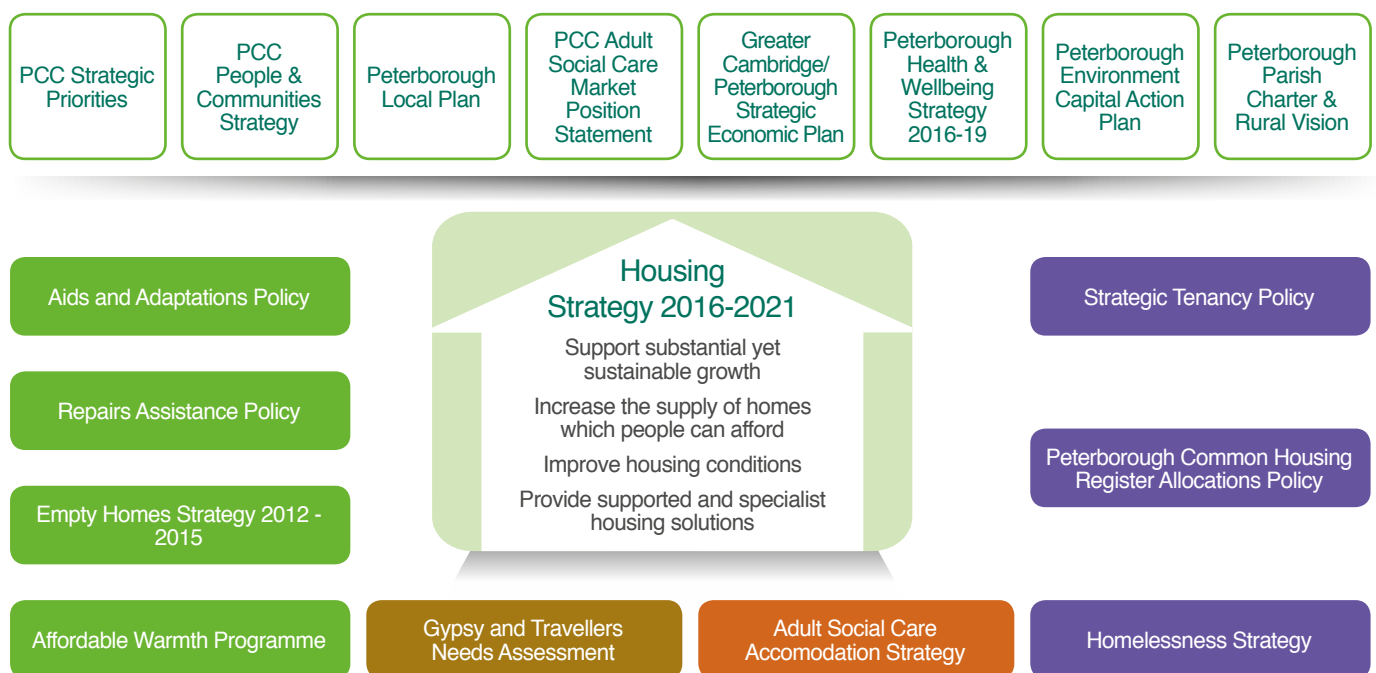 PCC Strategic
Priorities
PCC
People &
Communities
Strategy
Peterborough
Local Plan
PCC Adult
Social Care
Market
Position
Statement
Greater
Cambridge/
Peterborough
Strategic
Economic Plan
Peterborough
Health &
Wellbeing
Strategy
2016-19
Peterborough
Environment
Capital Action
Plan
Peterborough
Parish
Charter &
Rural Vision
Housing
Strategy 2016-2021
Support substantial yet
sustainable growth
Increase the supply of homes
which people can afford
Improve housing conditions
Provide supported and specialist
housing solutions
Aids and Adaptations Policy
Repairs Assistance Policy
Empty Homes Strategy 2012 -
2015
Affordable Warmth Programme
Gypsy and Travellers
Needs Assessment
Adult Social Care
Accomodation Strategy
Strategic Tenancy Policy
Peterborough Common Housing
Register Allocations Policy
Homelessness Strategy